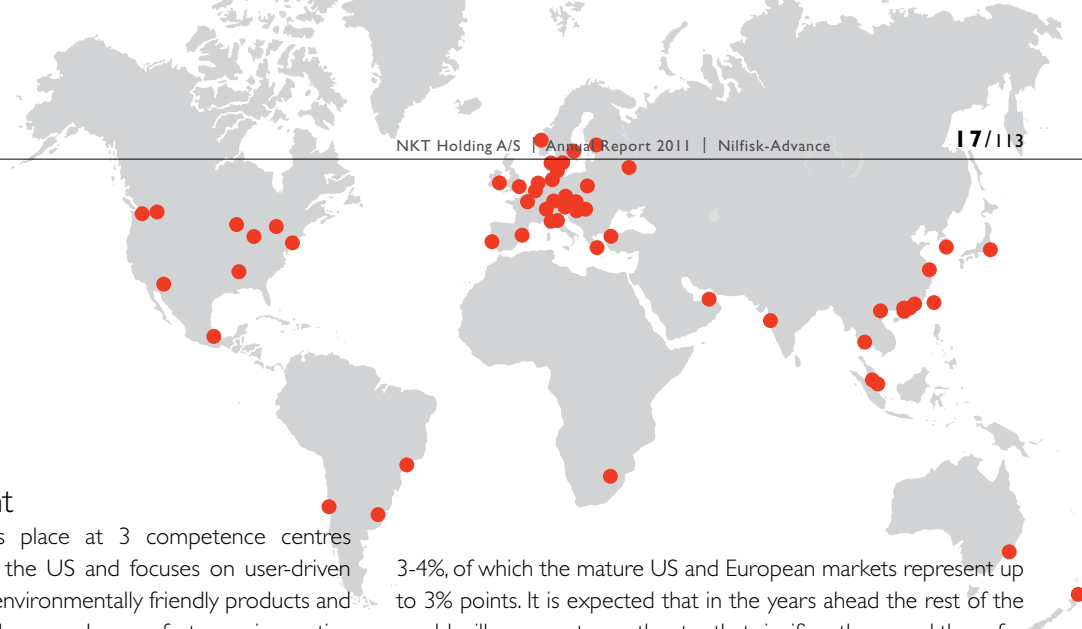 NKT Holding A/S | Annual Report 2011 | Nilfisk-Advance
17/113
place at 3 competence centres
the US and focuses on user-driven
environmentally friendly products and
3-4%, of which the mature US and European markets represent up
to 3% points. It is expected that in the years ahead the rest of the